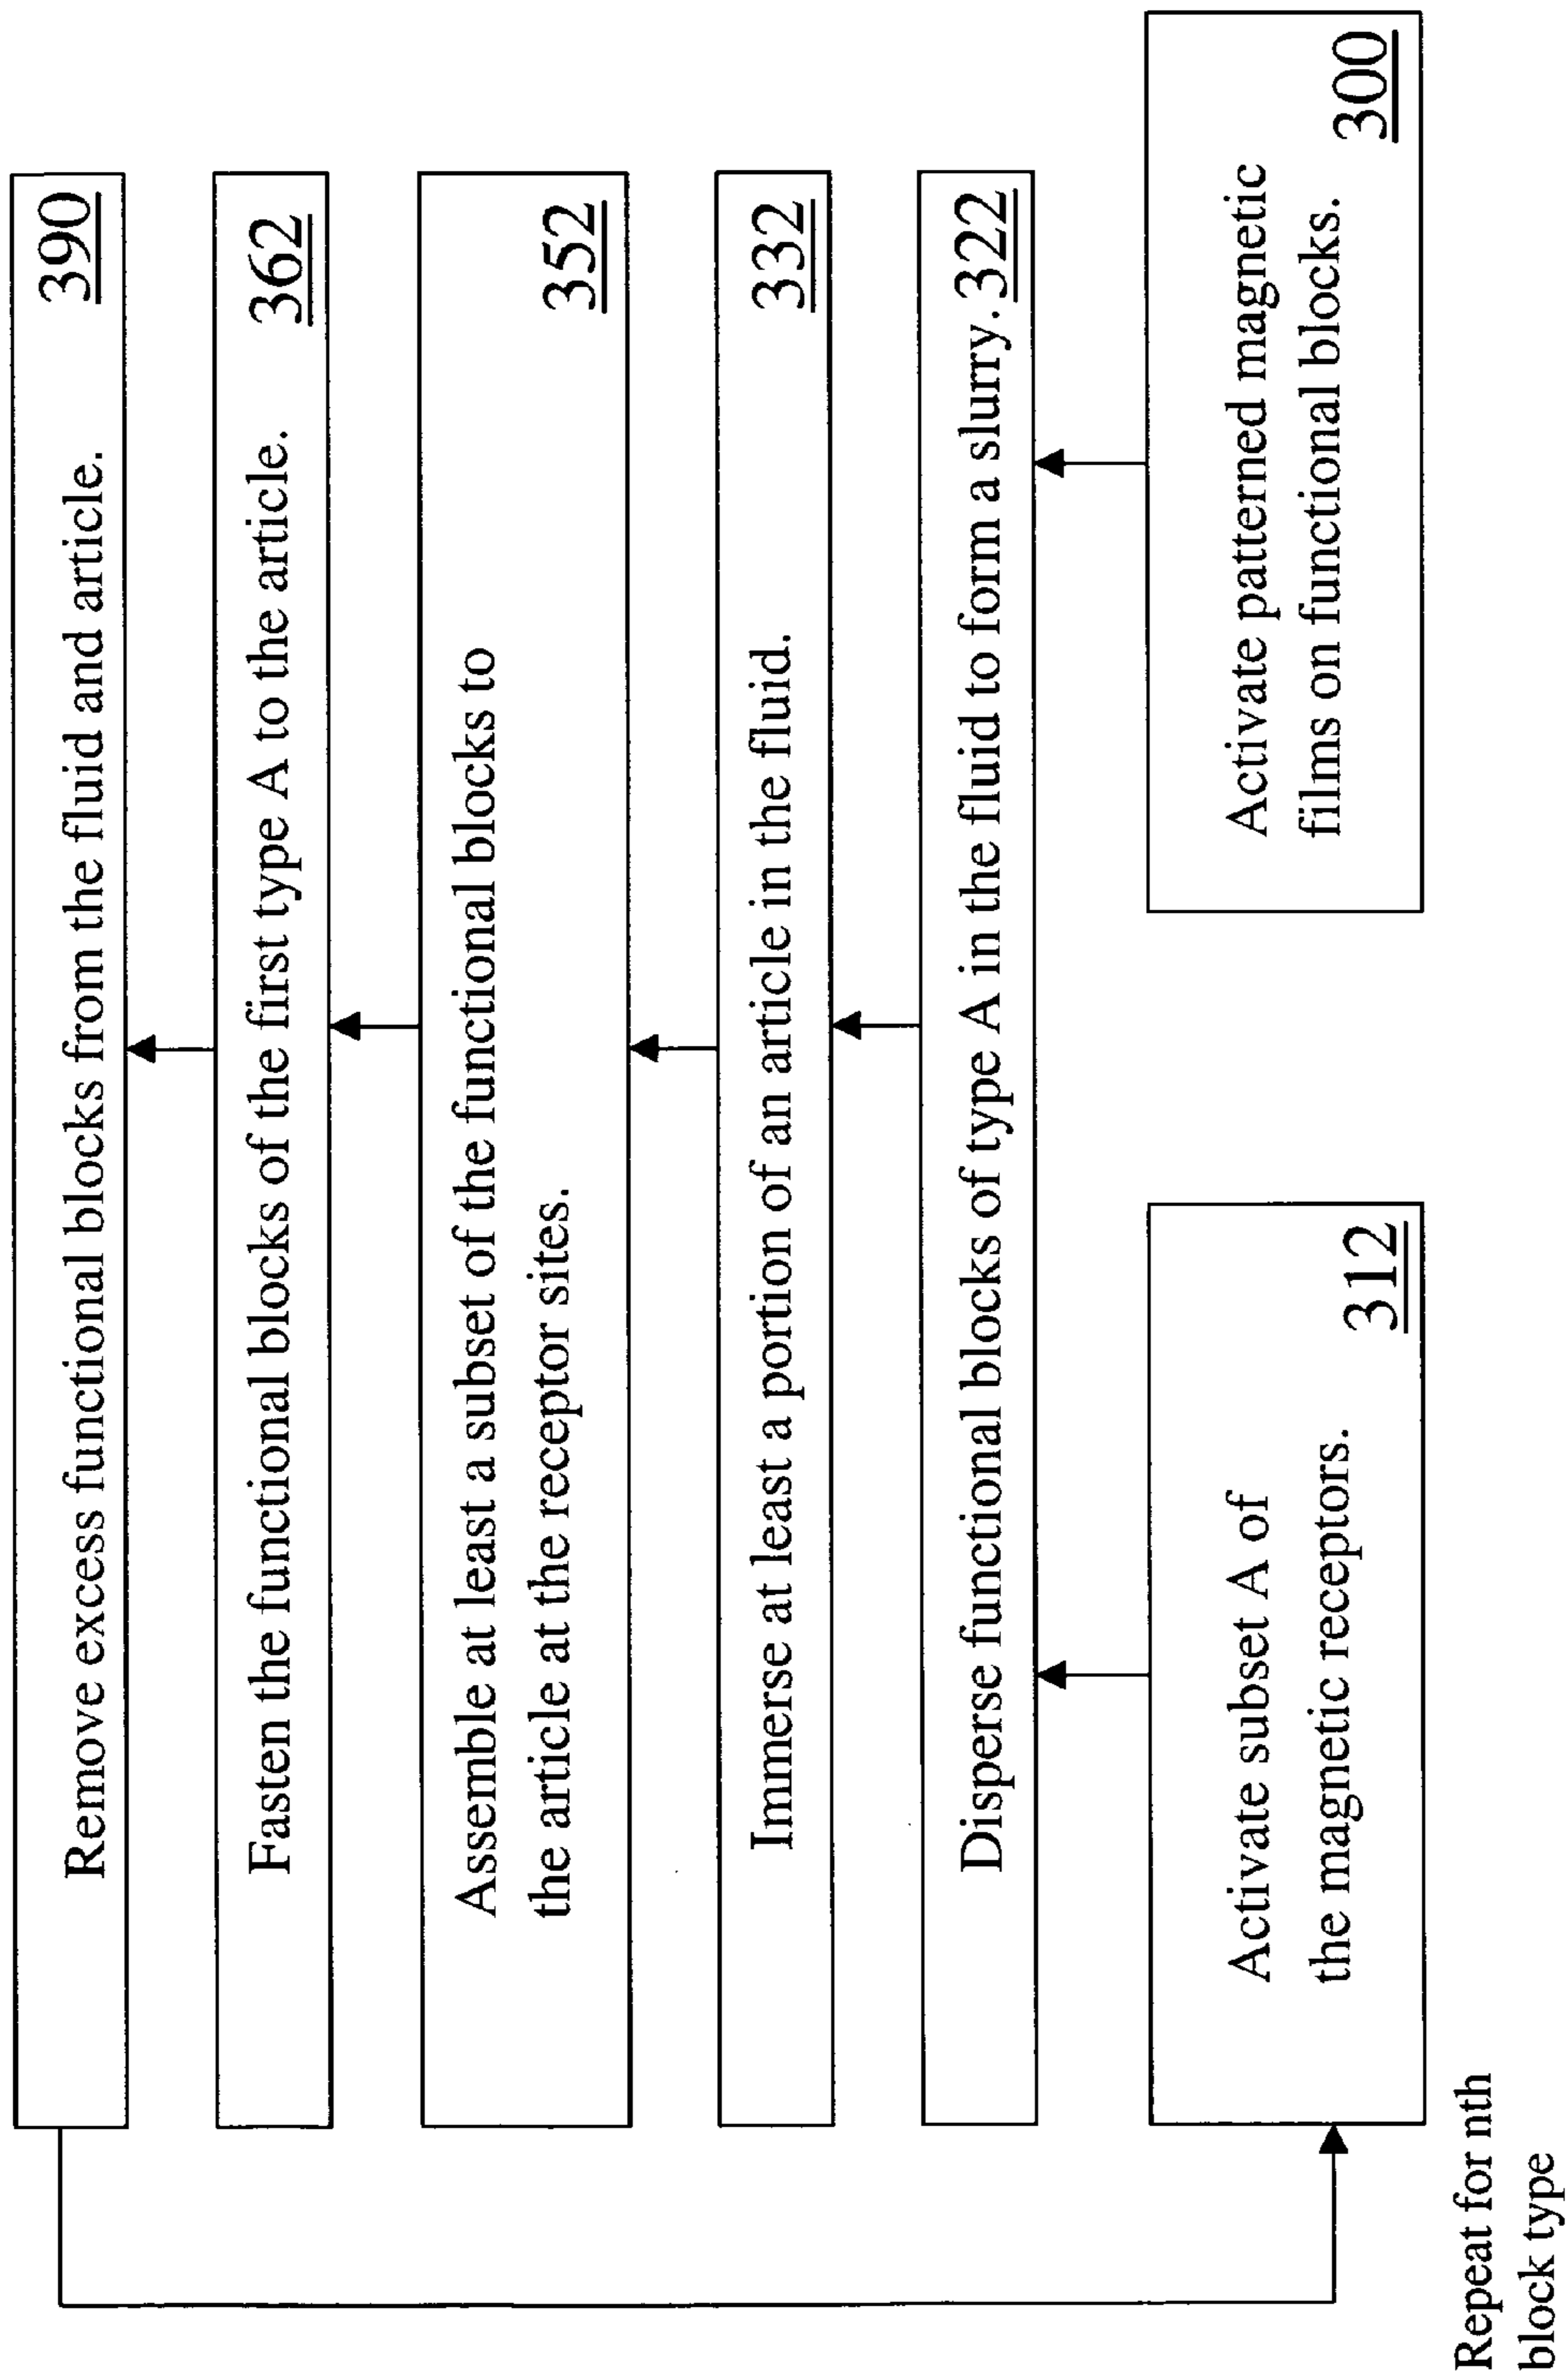 Remove excess functional blocks from the fluid and article. 390
Fasten the functional blocks of the first type A to the article. 362
Assemble at least a subset of the functional blocks to
the article at the receptor sites. 352
Immerse at least a portion of an article in the fluid. 332
Disperse functional blocks of type A in the fluid to form a slurry. 322
Activate subset A of
the magnetic receptors.
312
Activate patterned magnetic
films on functional blocks.
300
Repeat for nth
block type